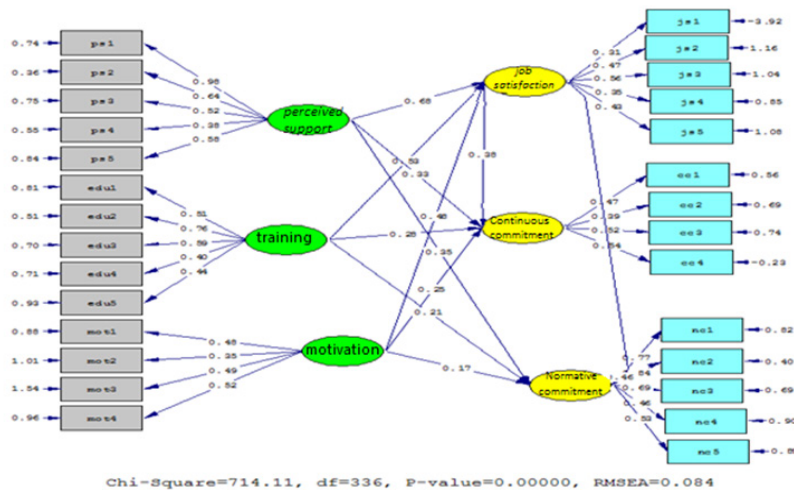 0.74
ps1
0.36
ps2
0.75
ps3
0.55
ps4
0.84
ps5
0.81
edu1
0.51
edu2
0.70
edu3
0.71
edu4
0.93
edu5
0.88
mot1
1.01
mot2
1.54
mot3
0.96
mot4
0.98
0.64
0.52
0.38
0.58
0.51
0.76
0.59
0.40
0.44
0.48
0.35
0.49
0.52
perceived
support
training
motivation
0.68
0.53
0.33
0.38
0.48
0.28
0.35
0.25
0.21
0.17
job
satisfaction
Continuous
commitment
Normative
commitment
0.31
0.47
0.56
0.35
0.43
0.47
0.39
0.52
0.54
0.77
0.46
.84
0.69
0.46
0.53
js1
-3.92
js2
1.16
js3
1.04
js4
0.85
js5
1.08
cc1
0.56
cc2
0.69
cc3
0.74
cc4
-0.23
nc1
0.82
nc2
0.40
nc3
0.69
nc4
0.90
nc5
Chi-Square=714.11, df=336, P-value=0.00000, RMSEA=0.084